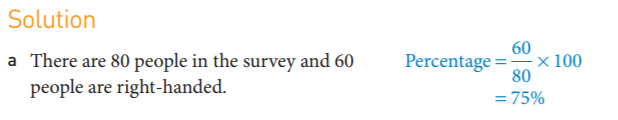 Solution
a There are 80 people in the survey and 60
people are right-handed.
Percentage = 60/80 × 100
= 75%